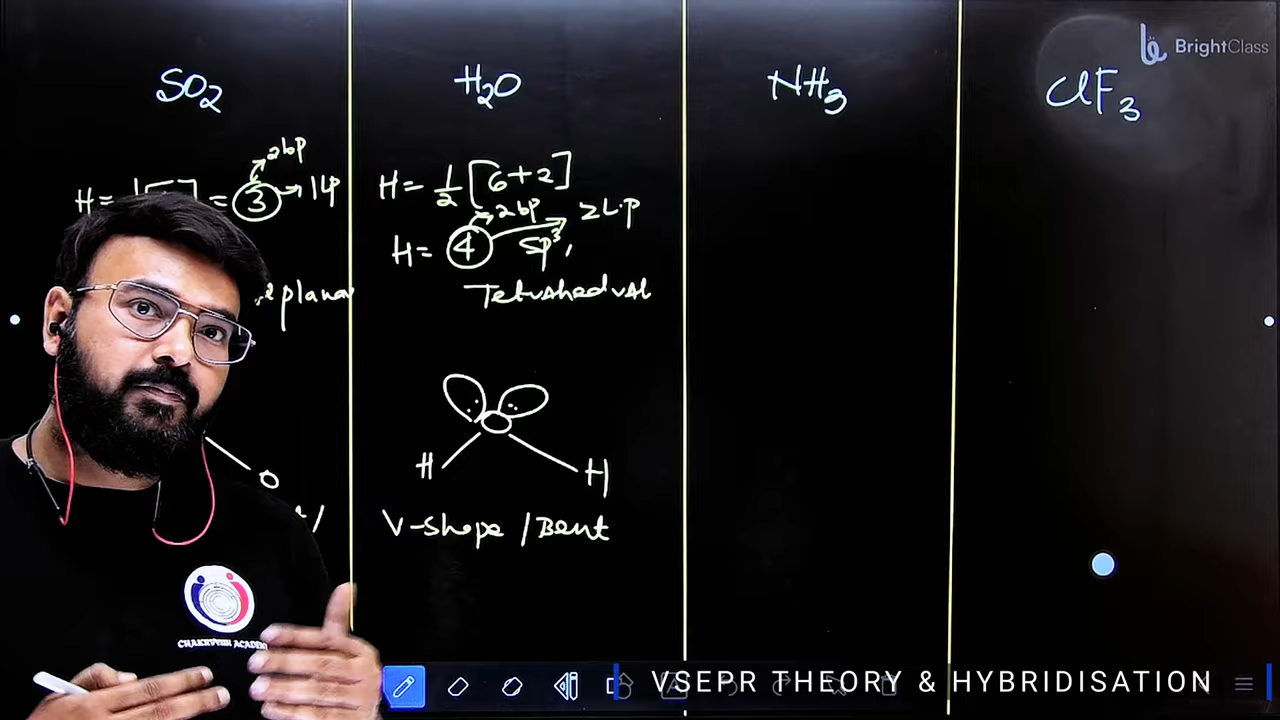 BrightClass
SO2
H= = 3 → 1lp
2bp
planar
O
H2O
H= 1/2 [6+2]
2bp 2L.p
H= 4 sp³,
Tetrahedral
H H
V-shape / Bent
NH3
ClF3
VSEPR THEORY & HYBRIDISATION